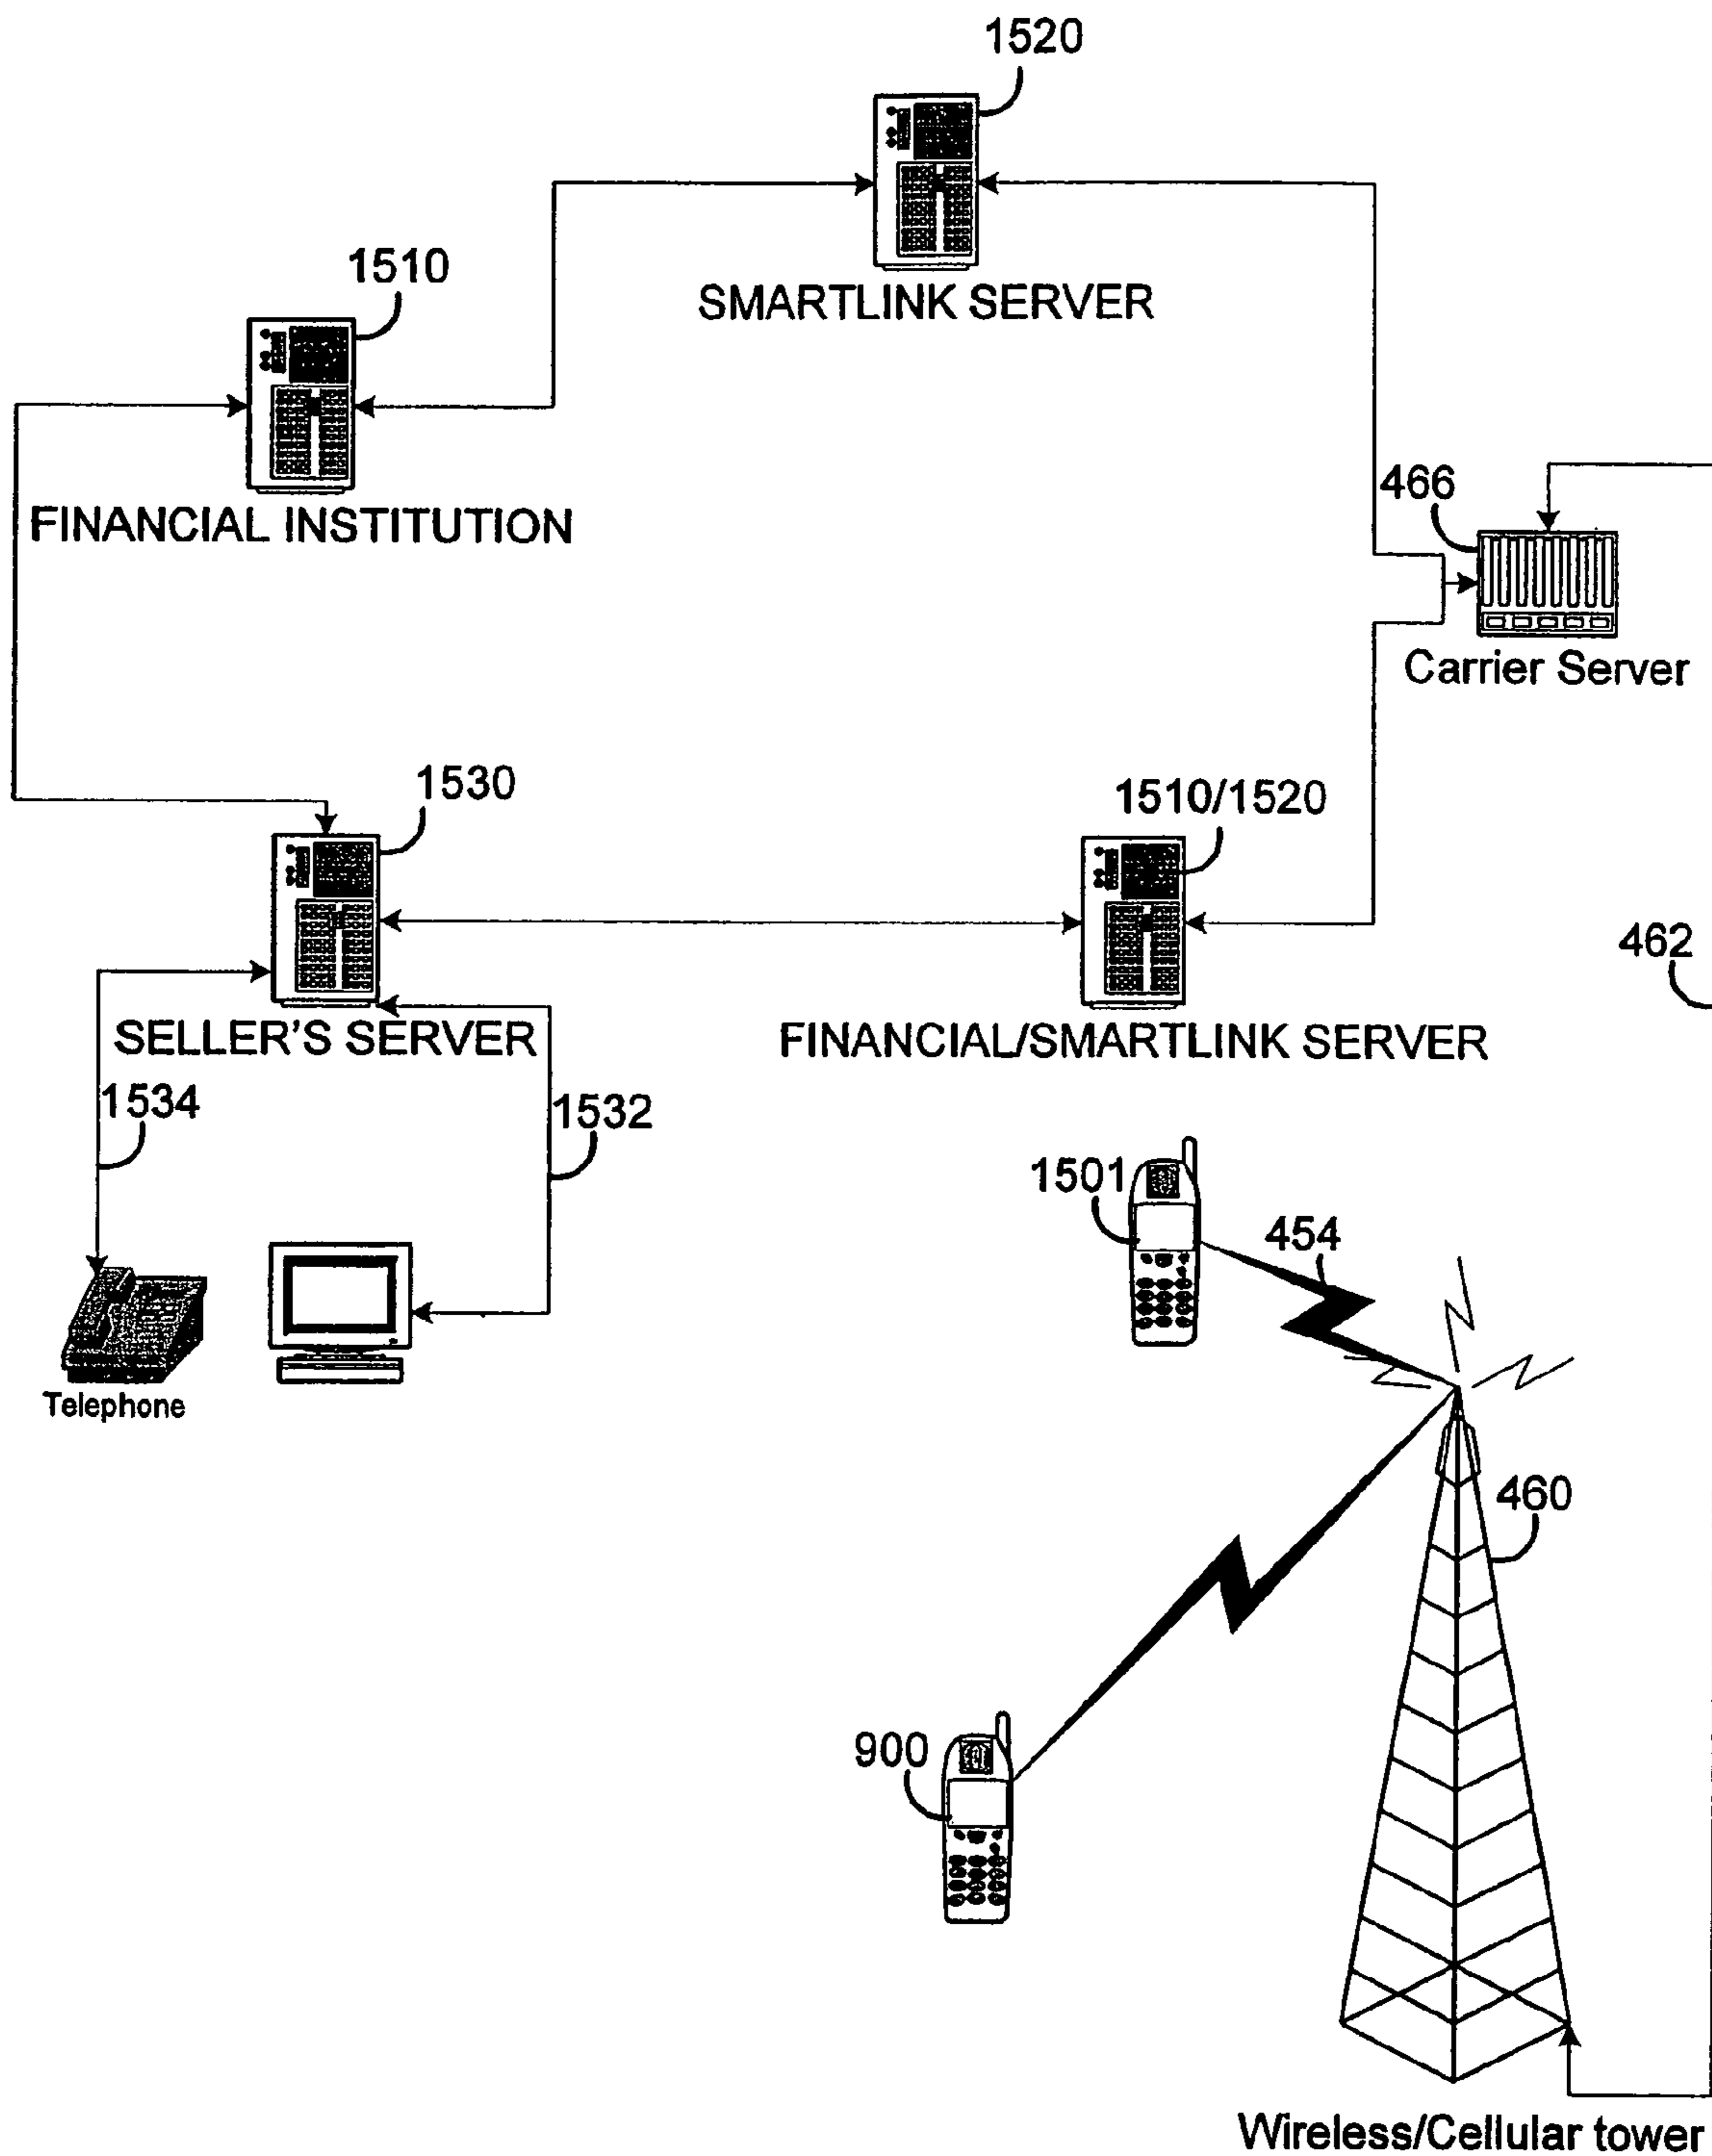 1520
SMARTLINK SERVER
1510
FINANCIAL INSTITUTION
466
Carrier Server
1530
1510/1520
462
SELLER'S SERVER
FINANCIAL/SMARTLINK SERVER
1534
1532
1501
454
Telephone
460
900
Wireless/Cellular tower